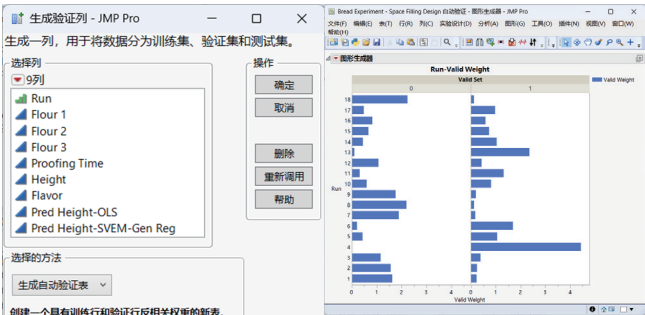 生成验证列 - JMP Pro
生成一列，用于将数据分为训练集、验证集和测试集。
选择列
9列
Run
Flour 1
Flour 2
Flour 3
Proofing Time
Height
Flavor
Pred Height-OLS
Pred Height-SVEM-Gen Reg
操作
确定
取消
删除
重新调用
帮助
选择的方法
生成自动验证表
创建一个具有训练行和验证行反相关权重的新表。
Bread Experiment - Space Filling Design 自动验证 - 图形生成器 - JMP Pro
文件(F) 编辑(E) 表(T) 行(R) 列(C) 实验设计(D) 分析(A) 图形(G) 工具(O) 插件(N) 视图(V) 窗口(W)
帮助(H)
图形生成器
Run-Valid Weight
Valid Set
0 1
Valid Weight
18
17
16
15
14
13
12
11
10
9
8
7
6
5
4
3
2
1
Run
0 1 2 3 4 0 1 2 3 4
Valid Weight